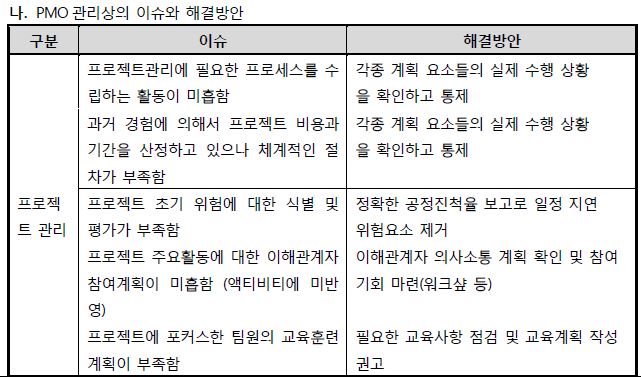 나. PMO 관리상의 이슈와 해결방안
구분 이슈 해결방안
프로젝트 관리에 필요한 프로세스를 수 각종 계획 요소들의 실제 수행 상황
립하는 활동이 미흡함 을 확인하고 통제
과거 경험에 의해서 프로젝트 비용과 각종 계획 요소들의 실제 수행 상황
기간을 산정하고 있으나 체계적인 절 을 확인하고 통제
차가 부족함
프로젝 프로젝트 초기 위험에 대한 식별 및 정확한 공정진척율 보고로 일정 지연
트 관리 평가가 부족함 위험요소 제거
프로젝트 주요활동에 대한 이해관계자 이해관계자 의사소통 계획 확인 및 참여
참여계획이 미흡함 (액티비티에 미반 기회 마련(워크샾 등)
영)
프로젝트에 포커스한 팀원의 교육훈련 필요한 교육사항 점검 및 교육계획 작성
계획이 부족함 권고